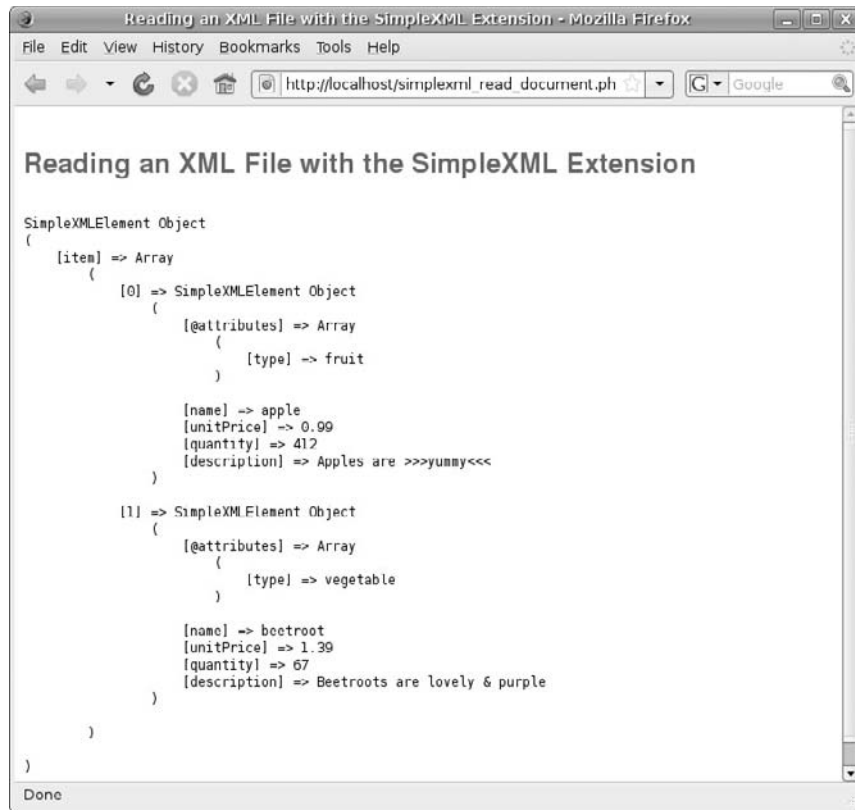 Reading an XML File with the SimpleXML Extension - Mozilla Firefox
File Edit View History Bookmarks Tools Help
http://localhost/simplexml_read_document.ph
G Google
Reading an XML File with the SimpleXML Extension
SimpleXMLElement Object
(
    [item] => Array
        (
            [0] => SimpleXMLElement Object
                (
                    [@attributes] => Array
                        (
                            [type] => fruit
                        )
                    [name] => apple
                    [unitPrice] => 0.99
                    [quantity] => 412
                    [description] => Apples are >>>yummy<<<
                )
            [1] => SimpleXMLElement Object
                (
                    [@attributes] => Array
                        (
                            [type] => vegetable
                        )
                    [name] => beetroot
                    [unitPrice] => 1.39
                    [quantity] => 67
                    [description] => Beetroots are lovely & purple
                )
        )
)
Done